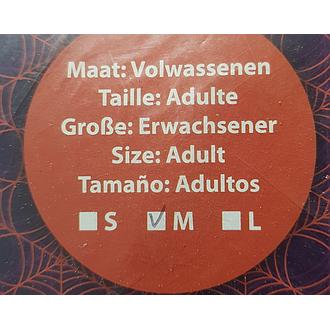 Maat: Volwassenen
Taille: Adulte
Große: Erwachsener
Size: Adult
Tamaño: Adultos
S M L